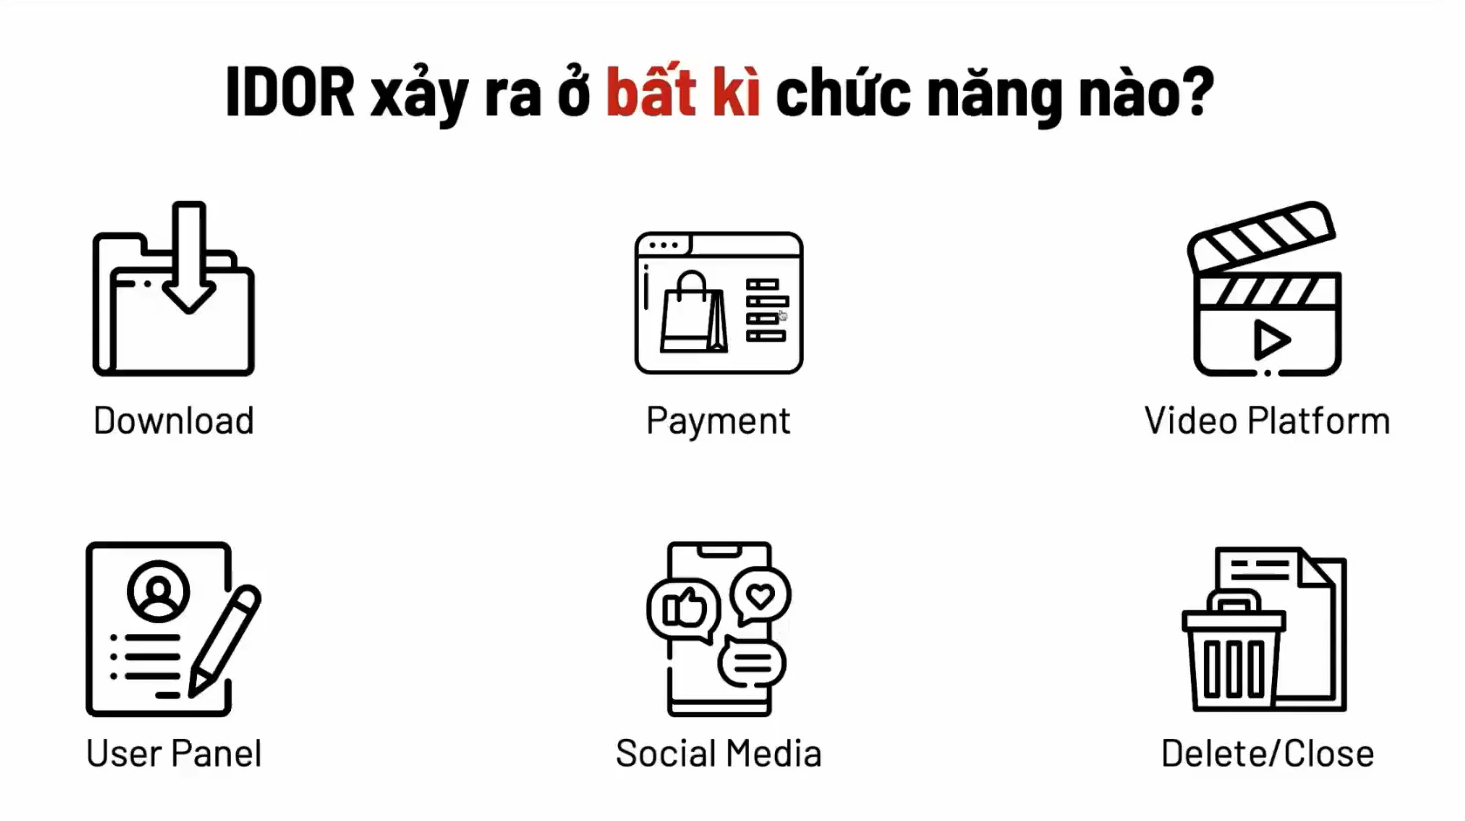 IDOR xảy ra ở bất kì chức năng nào?
Download
Payment
Video Platform
User Panel
Social Media
Delete/Close